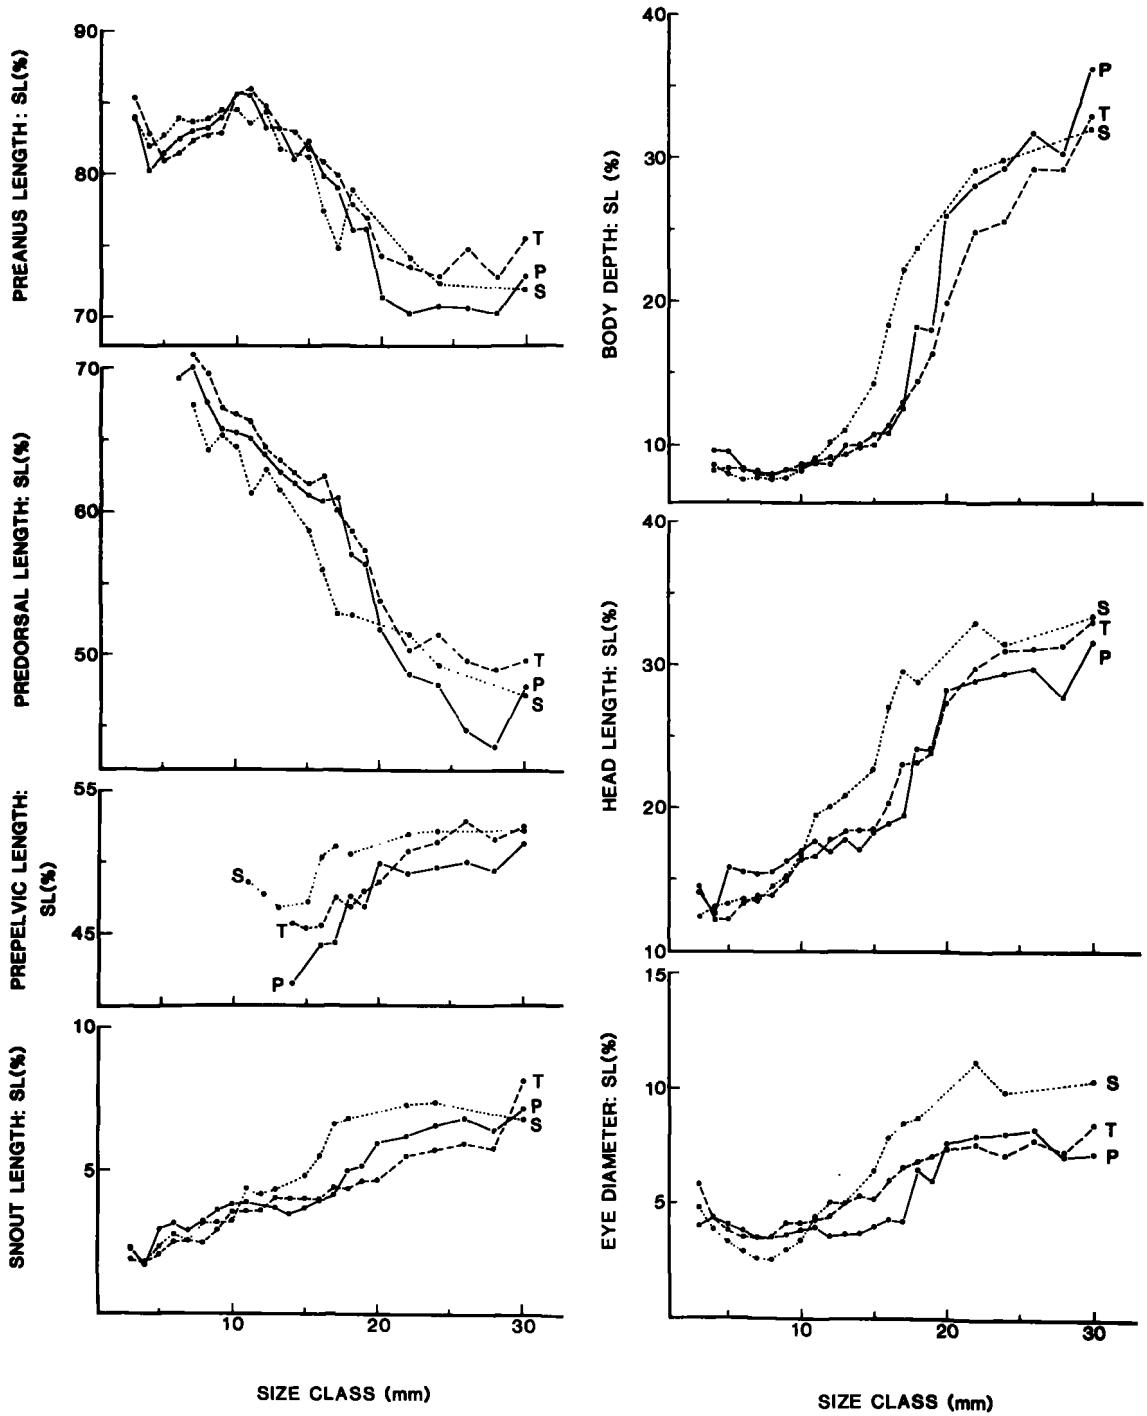 PREANUS LENGTH: SL(%)
90
80
70
T
P
S
PREDORSAL LENGTH: SL(%)
70
60
50
T
P
S
PREPELVIC LENGTH:
SL(%)
55
45
S
T
P
SNOUT LENGTH: SL(%)
10
5
T
P
S
10 20 30
SIZE CLASS (mm)
BODY DEPTH: SL (%)
40
30
20
10
P
T
S
HEAD LENGTH: SL(%)
40
30
20
10
S
T
P
EYE DIAMETER: SL(%)
15
10
5
S
T
P
10 20 30
SIZE CLASS (mm)